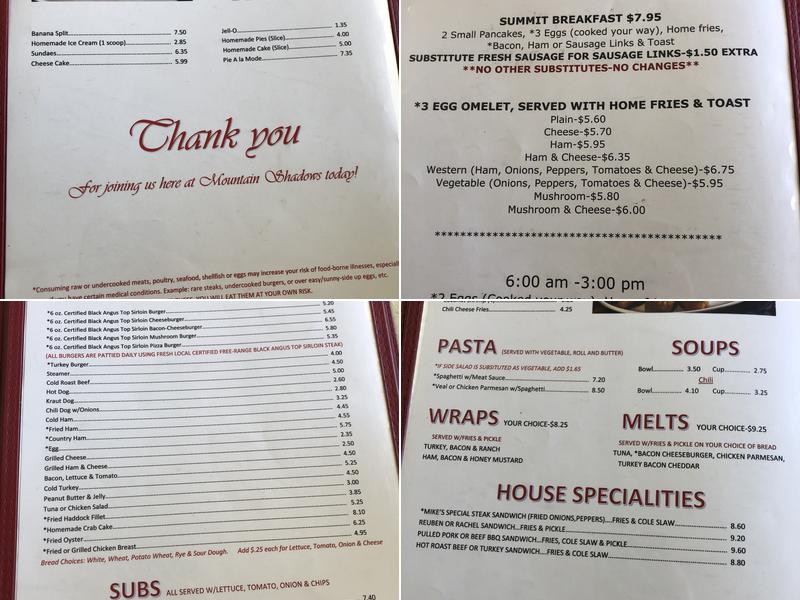 Banana Split 7.50
Homemade Ice Cream (1 scoop) 2.85
Sundaes 6.35
Cheese Cake 5.99
Jell-O 1.35
Homemade Pies (Slice) 4.00
Homemade Cake (Slice) 5.00
Pie A la Mode 7.35
Thank you
For joining us here at Mountain Shadows today!
*Consuming raw or undercooked meats, poultry, seafood, shellfish or eggs may increase your risk of food-borne illnesses,
have certain medical conditions. Example: rare steaks, undercooked burgers, or over easy/sunny-side up eggs, etc.
YOU WILL EAT THEM AT YOUR OWN RISK.
SUMMIT BREAKFAST $7.95
2 Small Pancakes, *3 Eggs (cooked your way), Home fries,
*Bacon, Ham or Sausage Links & Toast
SUBSTITUTE FRESH SAUSAGE FOR SAUSAGE LINKS-$1.50 EXTRA
**NO OTHER SUBSTITUTES-NO CHANGES**
*3 EGG OMELET, SERVED WITH HOME FRIES & TOAST
Plain-$5.60
Cheese-$5.70
Ham-$5.95
Ham & Cheese-$6.35
Western (Ham, Onions, Peppers, Tomatoes & Cheese)-$6.75
Vegetable (Onions, Peppers, Tomatoes & Cheese)-$5.95
Mushroom-$5.80
Mushroom & Cheese-$6.00
******************************************
6:00 am -3:00 pm
*2 Eggs
5.20
*6 oz. Certified Black Angus Top Sirloin Burger 5.45
*6 oz. Certified Black Angus Top Sirloin Cheeseburger 6.55
*6 oz. Certified Black Angus Top Sirloin Bacon-Cheeseburger 5.80
*6 oz. Certified Black Angus Top Sirloin Mushroom Burger 5.35
*6 oz. Certified Black Angus Top Sirloin Pizza Burger
(ALL BURGERS ARE PATTIED DAILY USING FRESH LOCAL CERTIFIED FREE-RANGE BLACK ANGUS TOP SIRLOIN STEAK)
*Turkey Burger 4.00
Steamer 4.50
Cold Roast Beef 5.00
Hot Dog 2.60
Kraut Dog 2.80
Chili Dog w/Onions 3.25
Cold Ham 4.45
*Fried Ham 4.55
*Country Ham 5.75
*Egg 2.35
Grilled Cheese 2.50
Grilled Ham & Cheese 4.50
Bacon, Lettuce & Tomato 5.25
Cold Turkey 4.50
Peanut Butter & Jelly 3.00
Tuna or Chicken Salad 3.85
*Fried Haddock Fillet 5.25
*Homemade Crab Cake 8.10
*Fried Oyster 6.25
*Fried or Grilled Chicken Breast 4.95
Bread Choices: White, Wheat, Potato Wheat, Rye & Sour Dough. Add $.25 each for Lettuce, Tomato, Onion & Cheese
SUBS ALL SERVED W/LETTUCE, TOMATO, ONION & CHIPS
7.40
Chili Cheese Fries 4.25
PASTA (SERVED WITH VEGETABLE, ROLL AND BUTTER)
*IF SIDE SALAD IS SUBSITUTED AS VEGETABLE, ADD $1.65
*Spaghetti w/Meat Sauce 7.20
*Veal or Chicken Parmesan w/Spaghetti 8.50
SOUPS
Bowl 3.50 Cup 2.75
Chili
Bowl 4.10 Cup 3.25
WRAPS YOUR CHOICE-$8.25
SERVED W/FRIES & PICKLE
TURKEY, BACON & RANCH
HAM, BACON & HONEY MUSTARD
MELTS YOUR CHOICE-$9.25
SERVED W/FRIES & PICKLE ON YOUR CHOICE OF BREAD
TUNA, *BACON CHEESEBURGER, CHICKEN PARMESAN,
TURKEY BACON CHEDDAR
HOUSE SPECIALITIES
*MIKE'S SPECIAL STEAK SANDWICH (FRIED ONIONS,PEPPERS)....FRIES & COLE SLAW 8.60
REUBEN OR RACHEL SANDWICH...FRIES & PICKLE 9.20
PULLED PORK OR BEEF BBQ SANDWICH...FRIES, COLE SLAW & PICKLE 9.60
HOT ROAST BEEF OR TURKEY SANDWICH....FRIES & COLE SLAW 8.80